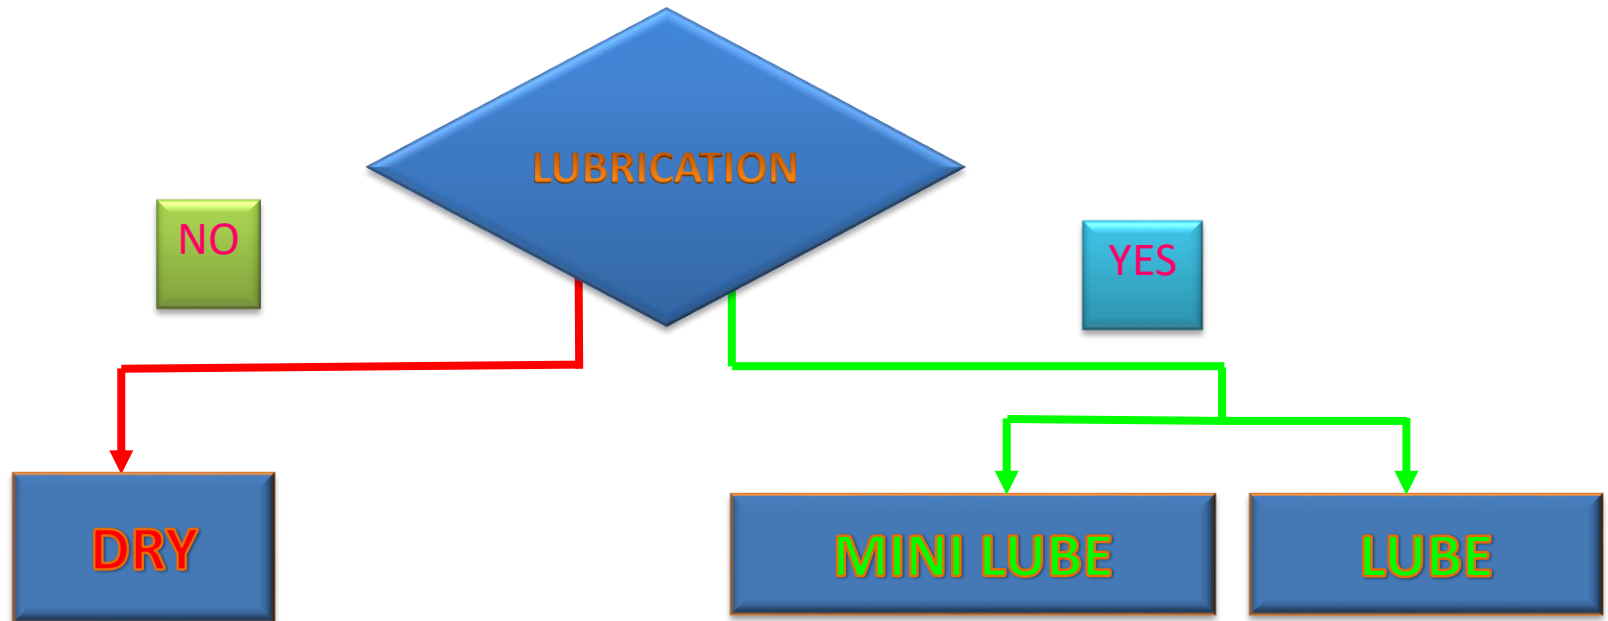 LUBRICATION
NO
YES
DRY
MINI LUBE
LUBE